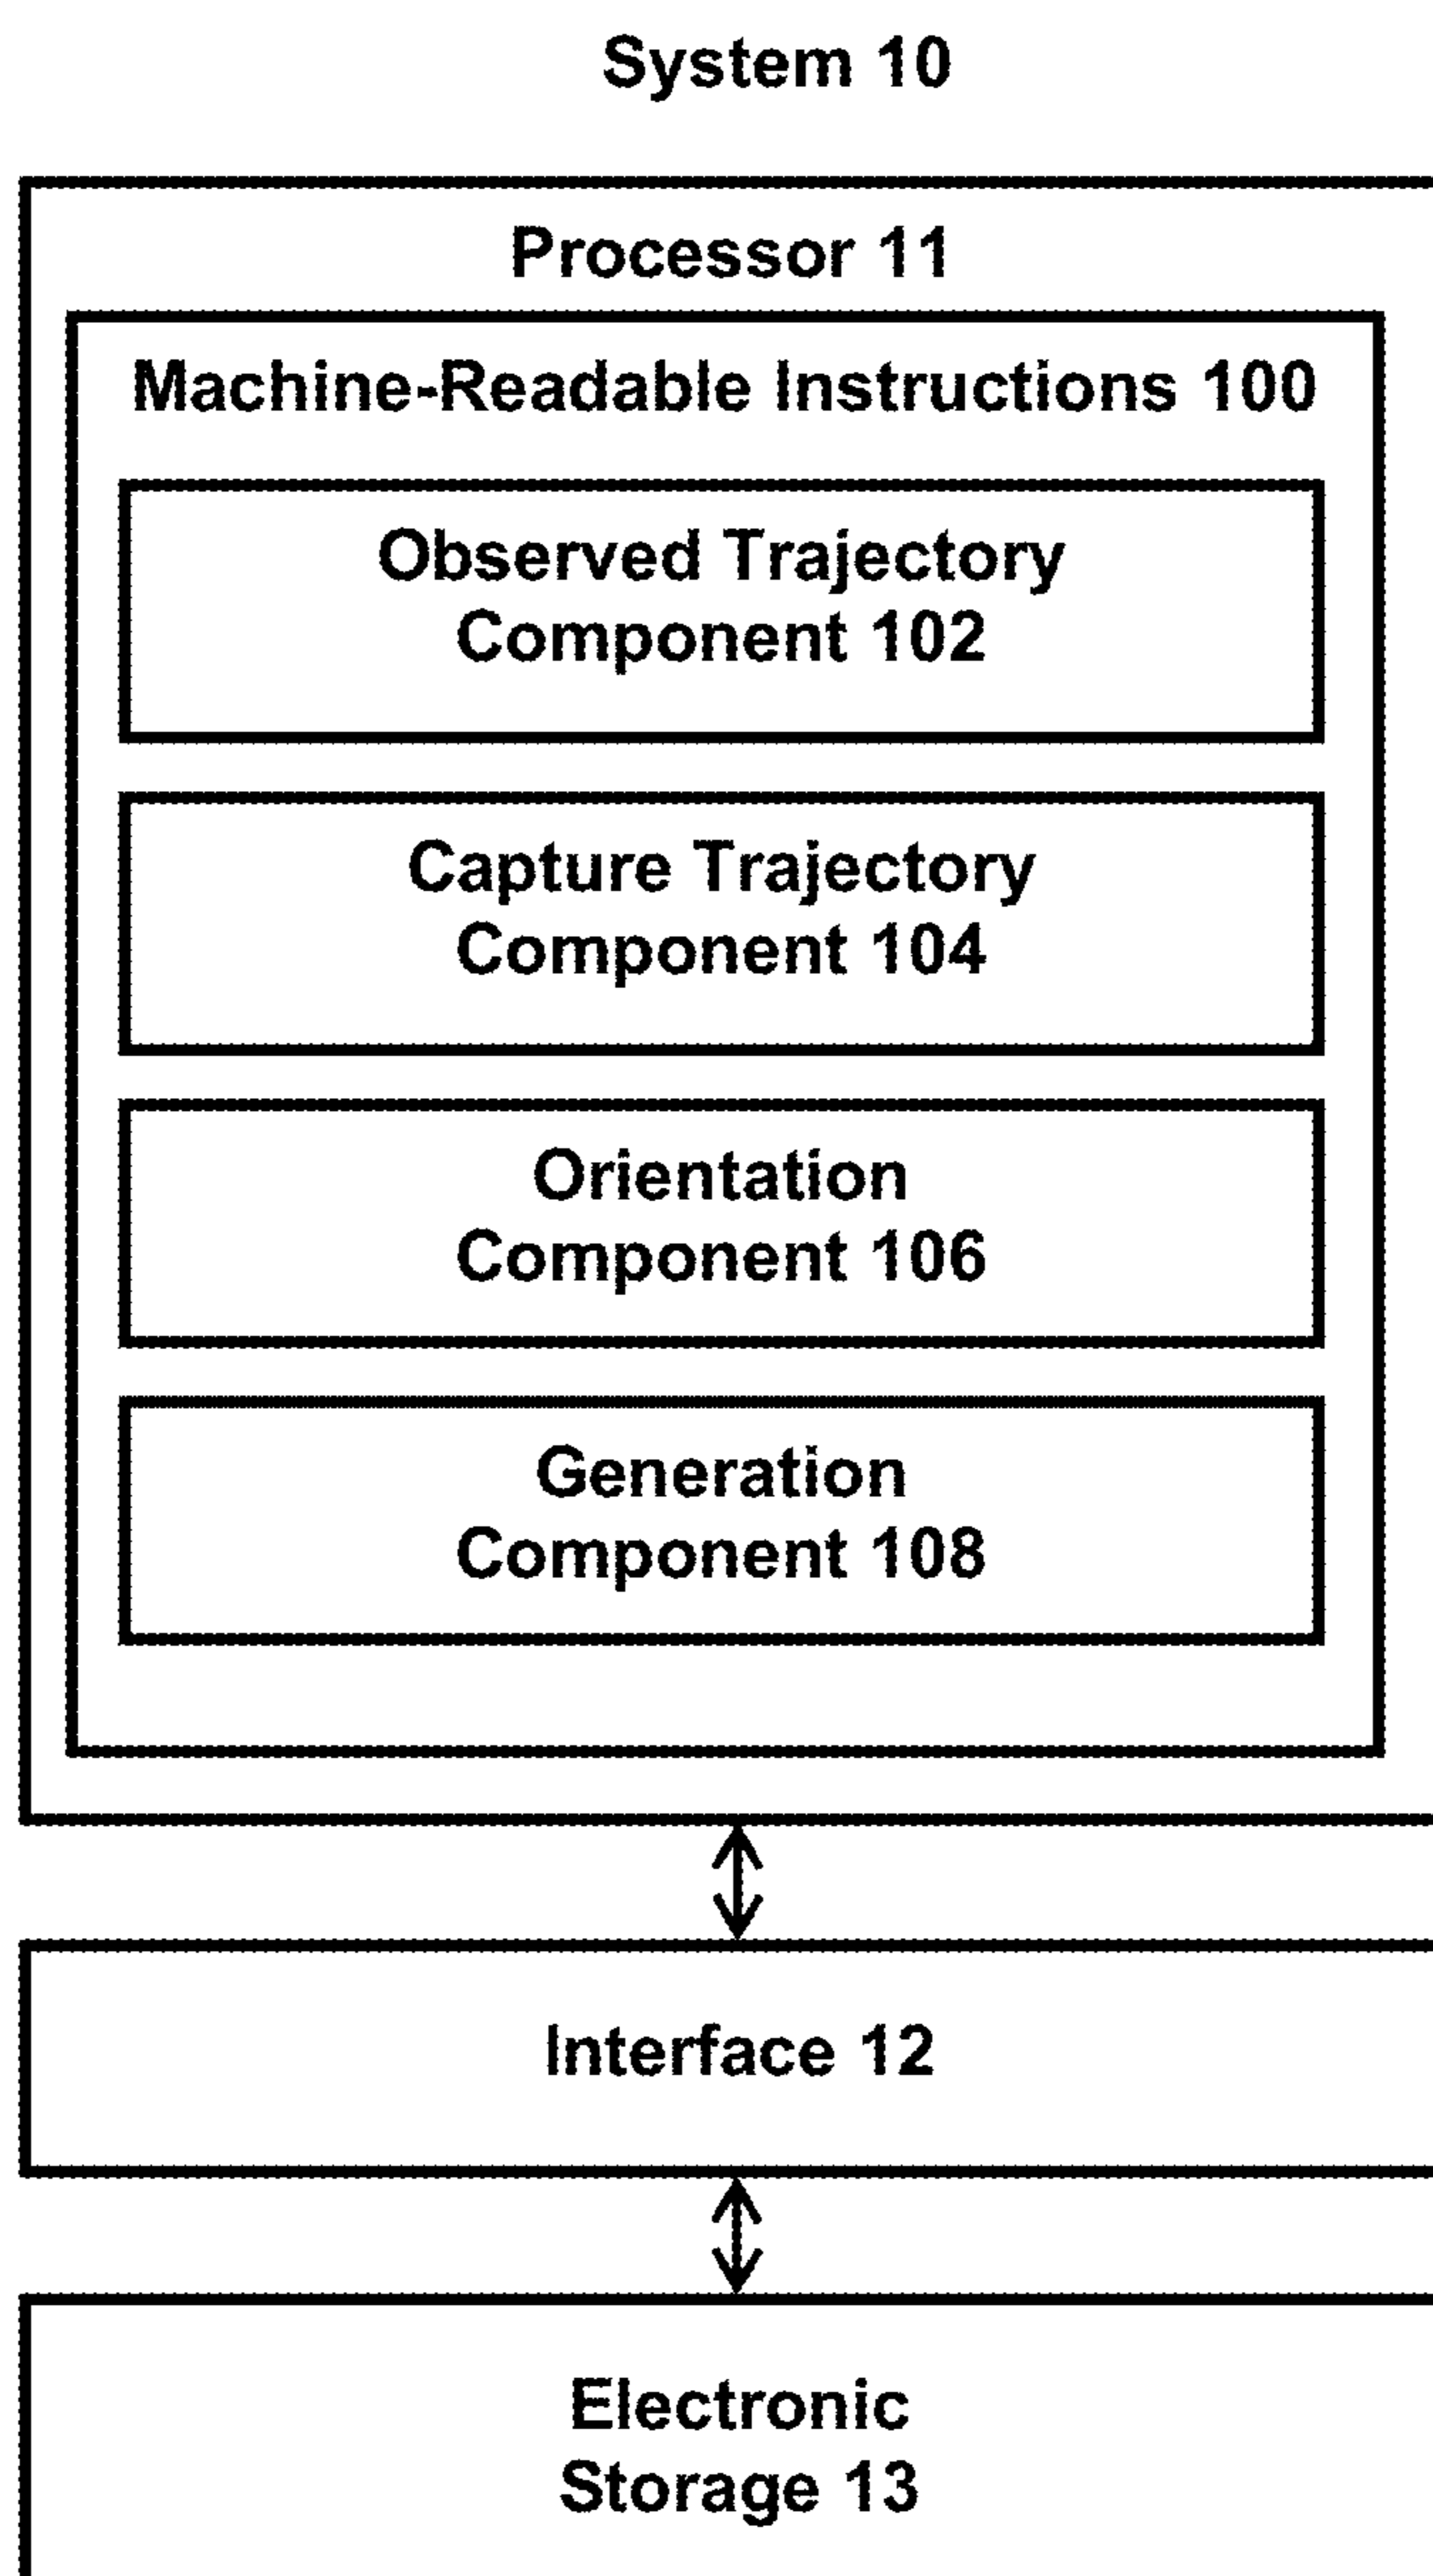 System 10
Processor 11
Machine-Readable Instructions 100
Observed Trajectory
Component 102
Capture Trajectory
Component 104
Orientation
Component 106
Generation
Component 108
Interface 12
Electronic
Storage 13